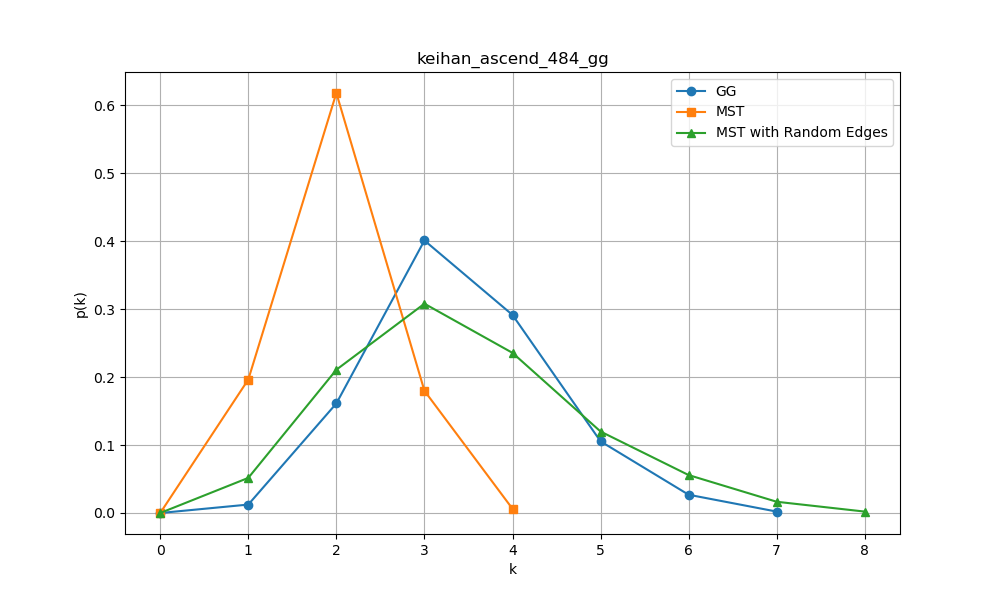 keihan_ascend_484_gg
GG
MST
MST with Random Edges
p(k)
0.6
0.5
0.4
0.3
0.2
0.1
0.0
0 1 2 3 4 5 6 7 8
k